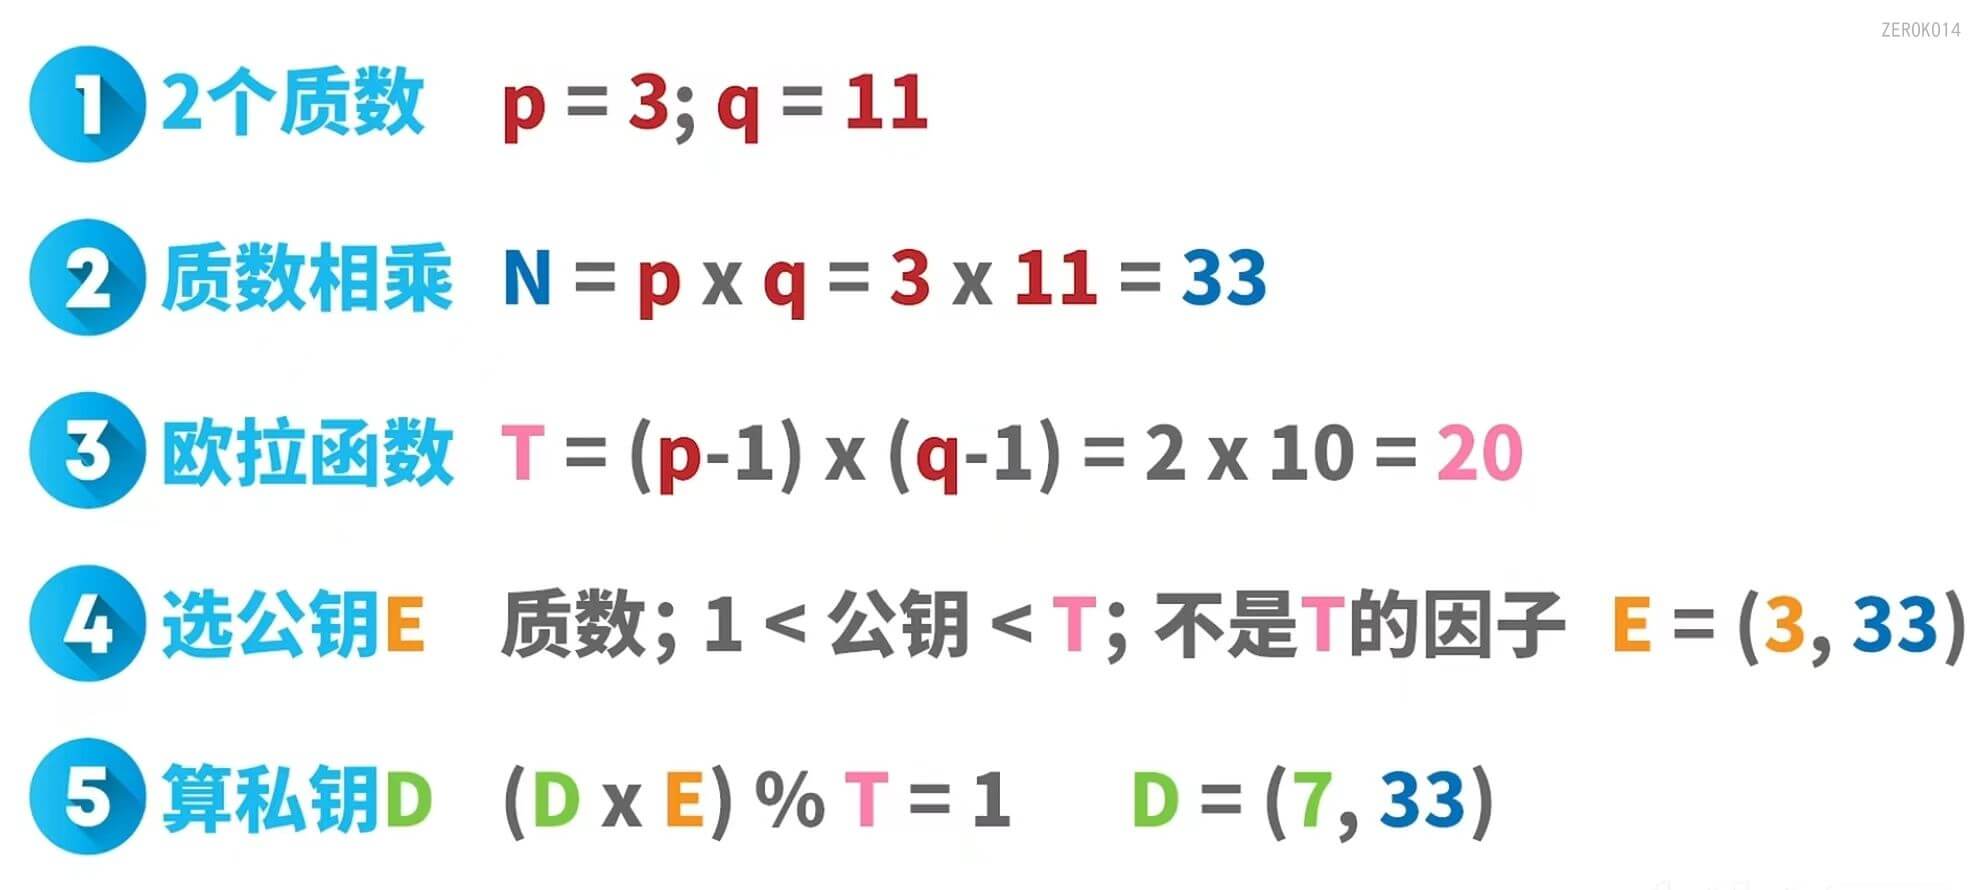 ZEROK014
1 2个质数 p = 3; q = 11
2 质数相乘 N = p x q = 3 x 11 = 33
3 欧拉函数 T = (p-1) x (q-1) = 2 x 10 = 20
4 选公钥E 质数; 1 < 公钥 < T; 不是T的因子 E = (3, 33)
5 算私钥D (D x E) % T = 1 D = (7, 33)